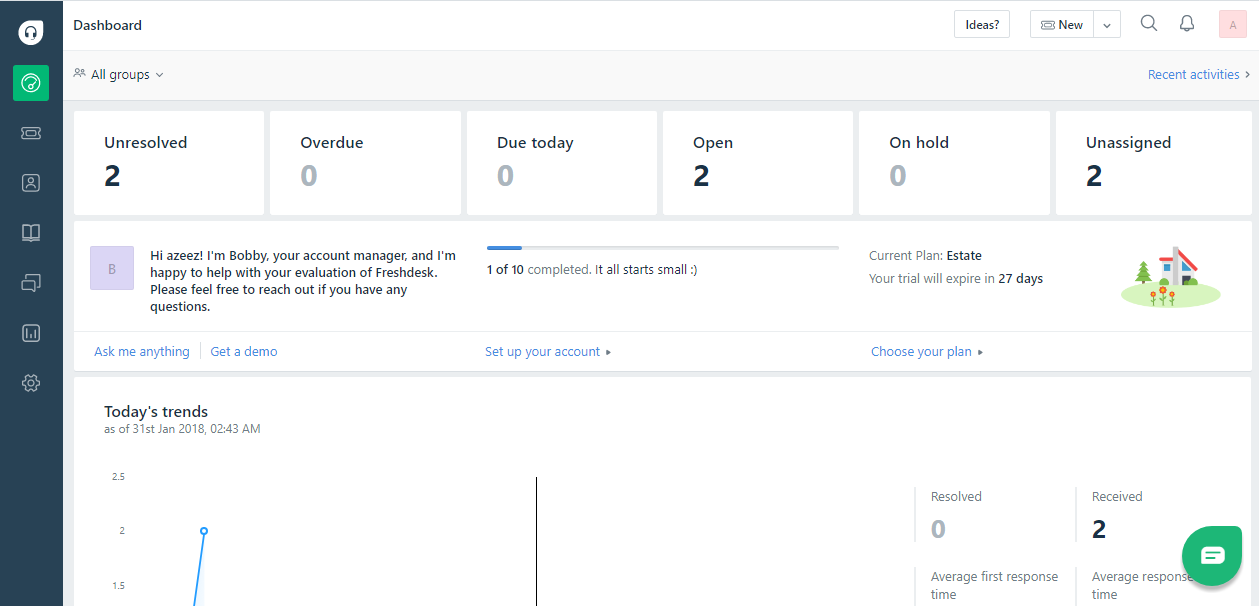 Dashboard
Ideas?
New
A
All groups
Recent activities
Unresolved
2
Overdue
0
Due today
0
Open
2
On hold
0
Unassigned
2
B
Hi azeez! I'm Bobby, your account manager, and I'm
happy to help with your evaluation of Freshdesk.
Please feel free to reach out if you have any
questions.
1 of 10 completed. It all starts small :)
Current Plan: Estate
Your trial will expire in 27 days
Ask me anything
Get a demo
Set up your account
Choose your plan
Today's trends
as of 31st Jan 2018, 02:43 AM
2.5
2
1.5
Resolved
0
Received
2
Average first response
time
Average response
time